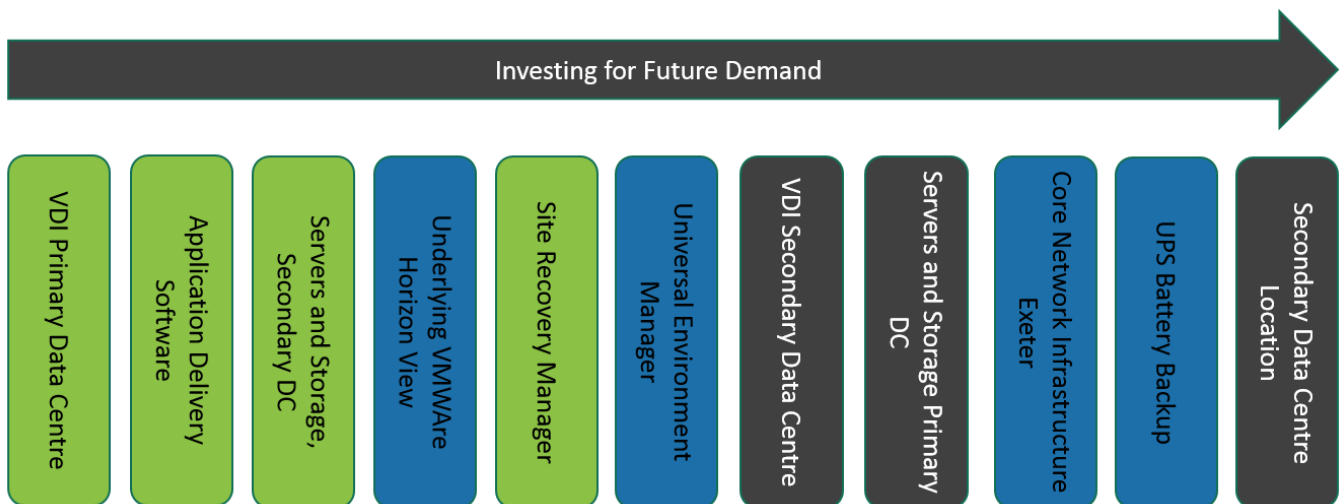 Investing for Future Demand
VDI Primary Data Centre
Application Delivery
Software
Servers and Storage,
Secondary DC
Underlying VMWAre
Horizon View
Site Recovery Manager
Universal Environment
Manager
VDI Secondary Data Centre
Servers and Storage Primary
DC
Core Network Infrastructure
Exeter
UPS Battery Backup
Secondary Data Centre
Location